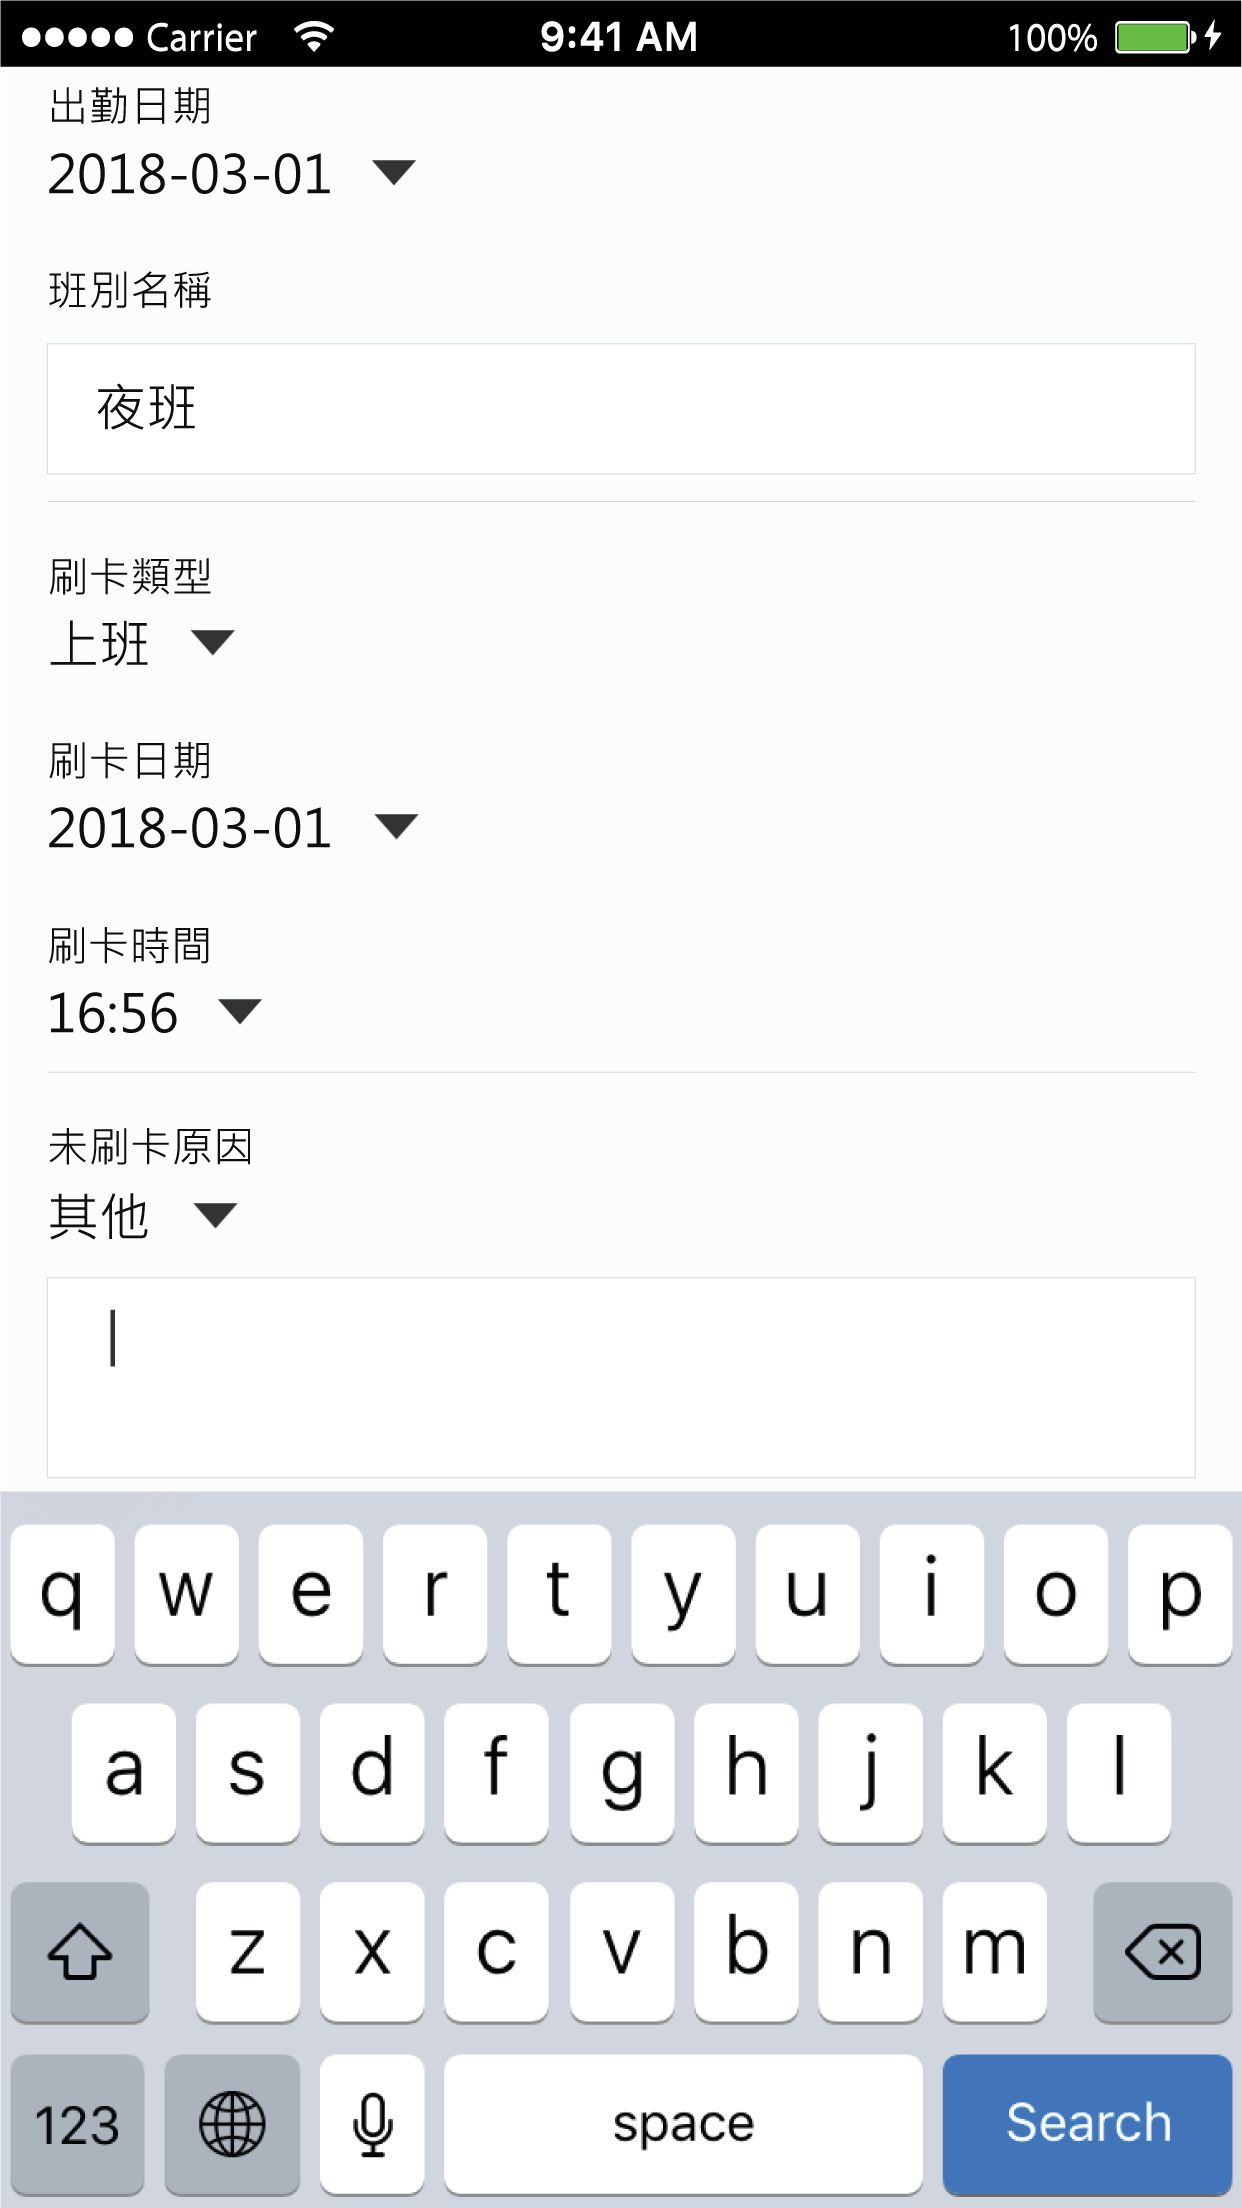 Carrier 9:41 AM 100%
出勤日期
2018-03-01
班別名稱
夜班
刷卡類型
上班
刷卡日期
2018-03-01
刷卡時間
16:56
未刷卡原因
其他
q w e r t y u i o p
a s d f g h j k l
z x c v b n m
123 space Search